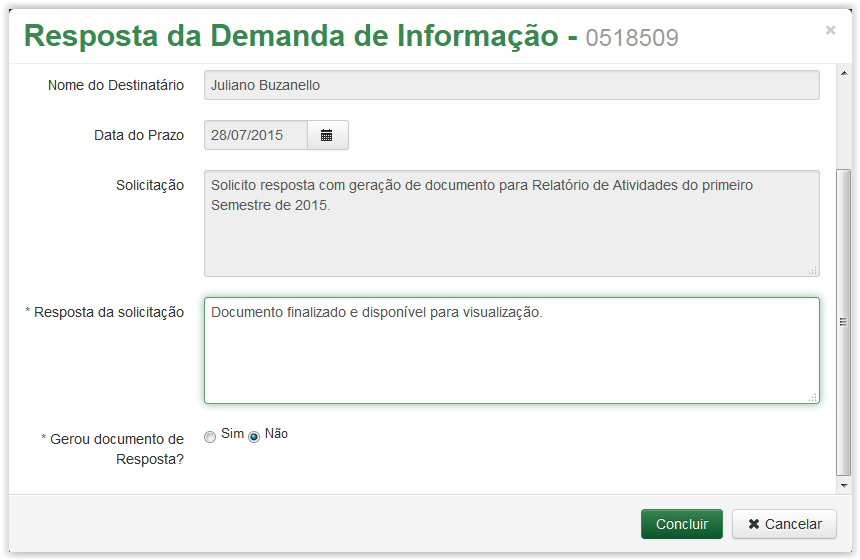 Resposta da Demanda de Informação - 0518509
×
Nome do Destinatário
Juliano Buzanello
Data do Prazo
28/07/2015
Solicitação
Solicito resposta com geração de documento para Relatório de Atividades do primeiro
Semestre de 2015.
* Resposta da solicitação
Documento finalizado e disponível para visualização.
* Gerou documento de
Resposta?
Sim Não
Concluir
✖ Cancelar